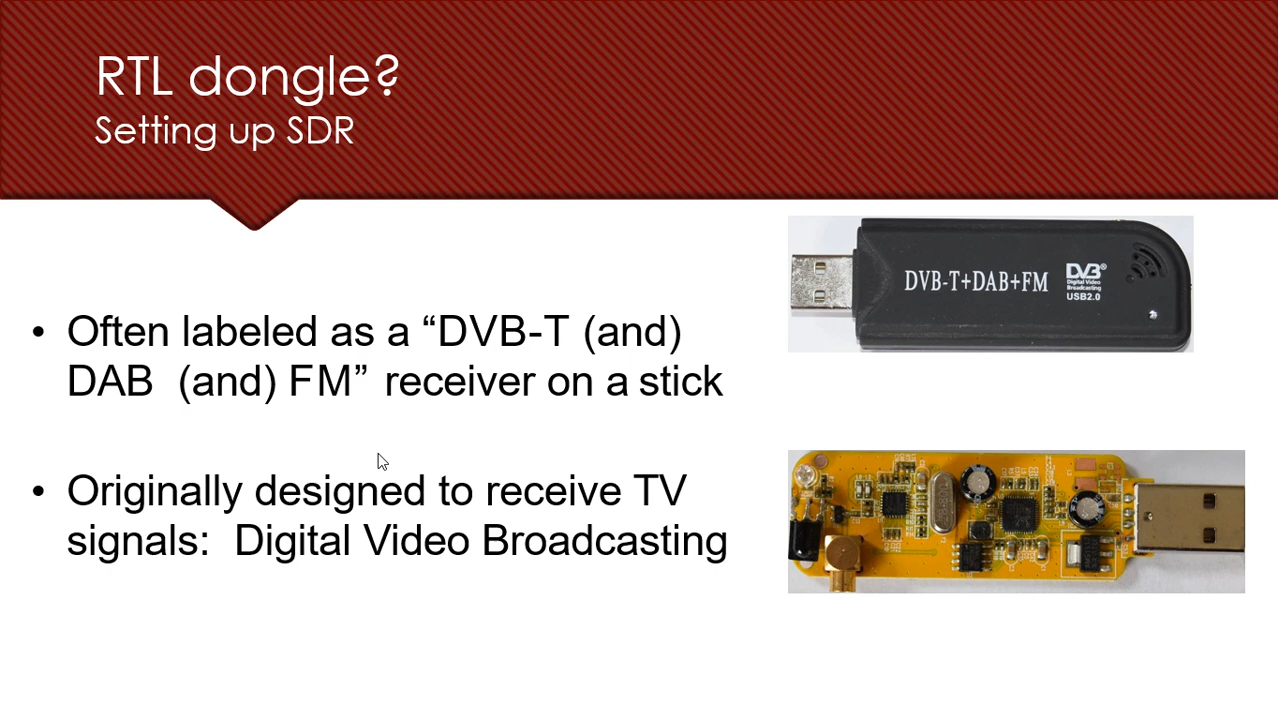 RTL dongle?
Setting up SDR
• Often labeled as a “DVB-T (and)
DAB  (and) FM”  receiver on a stick
• Originally designed to receive TV
signals:  Digital Video Broadcasting
DVB-T+DAB+FM
DVB®
Digital Video
Broadcasting
USB2.0